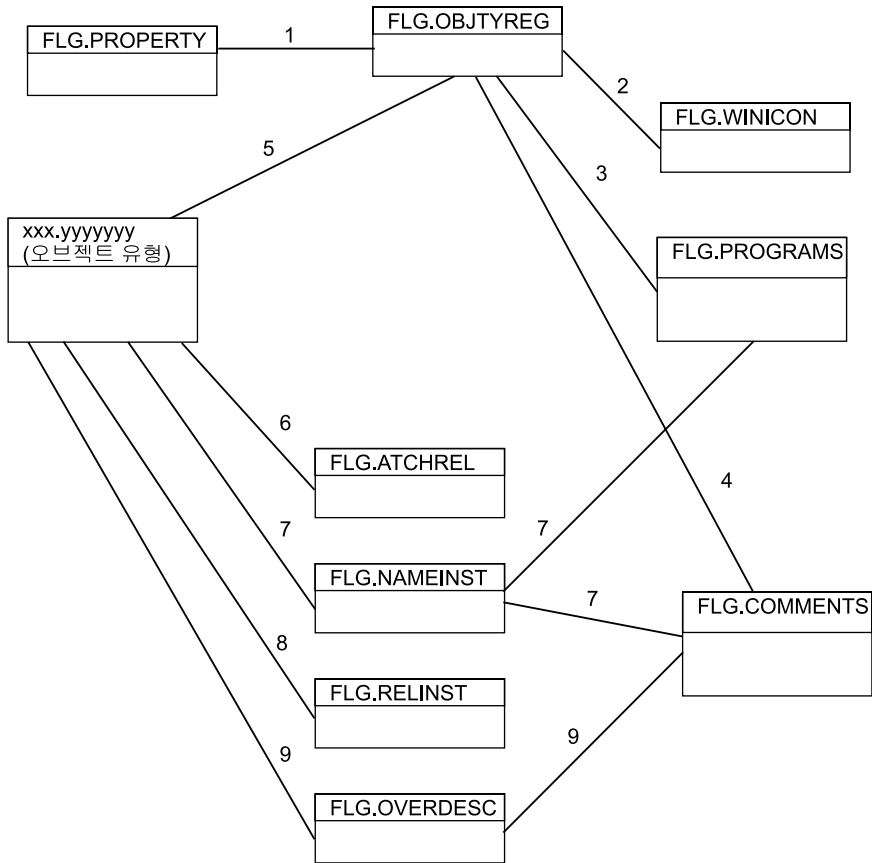 FLG.OBJTYREG
FLG.PROPERTY
1
2
FLG.WINICON
5
3
xxx.yyyyyyy
(오브젝트 유형)
FLG.PROGRAMS
6
FLG.ATCHREL
4
7
7
FLG.NAMEINST
7
FLG.COMMENTS
8
FLG.RELINST
9
9
FLG.OVERDESC